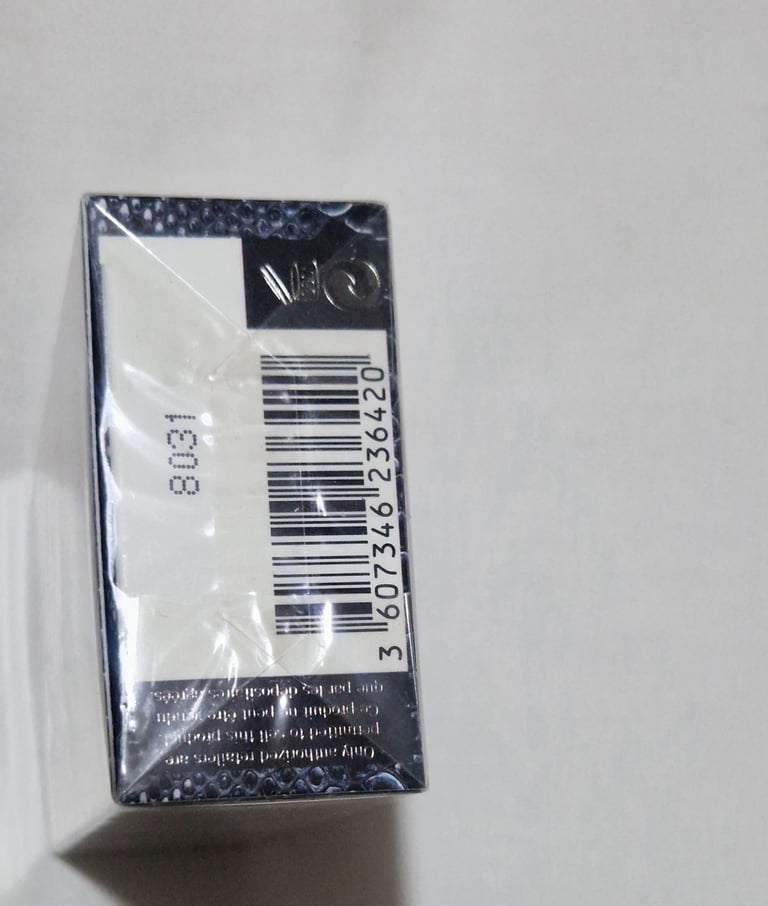 8031
3 607346 236420
Only authorized retailers are
permitted to sell this product.
Ce produit ne peut être vendu
que par les dépositaires agréés.